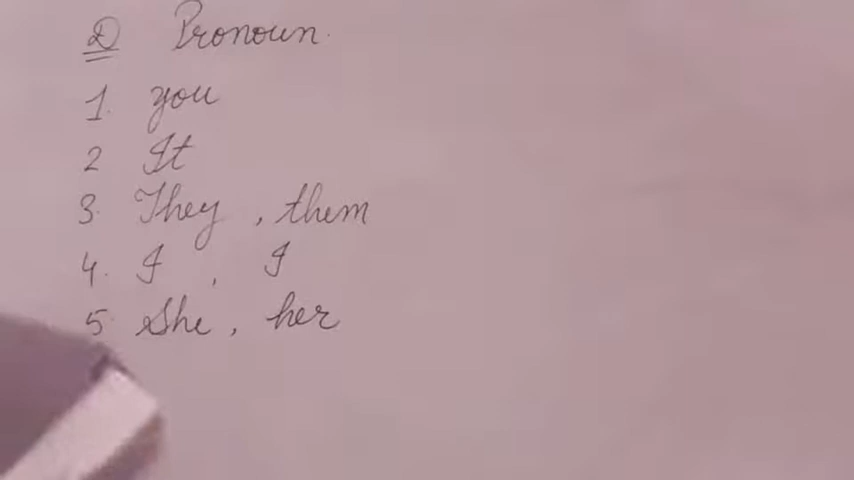 D Pronoun.
1. you
2 It
3. They, them
4. I, I
5 She, her